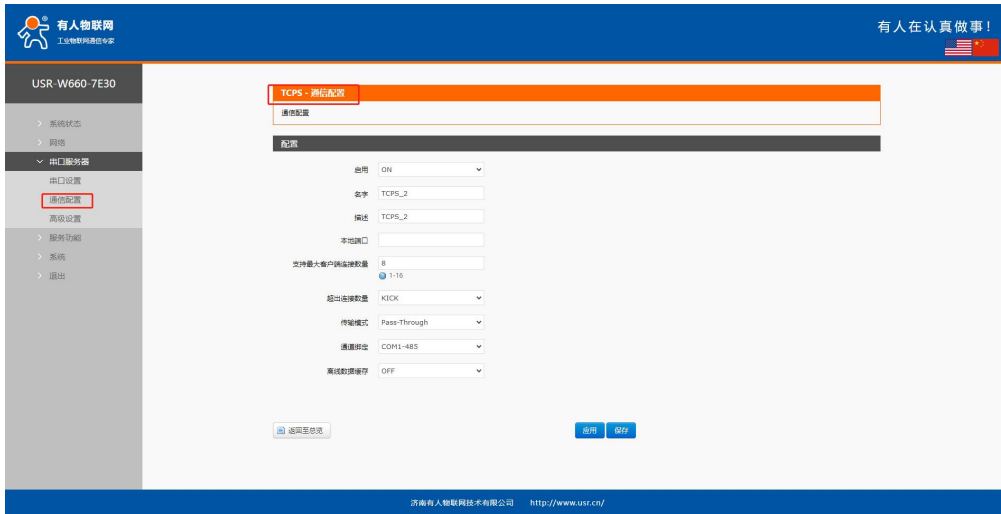 有人物联网
工业物联网通信专家
有人在认真做事！
USR-W660-7E30
系统状态
网络
串口服务器
串口设置
通信配置
高级设置
服务功能
系统
退出
TCPS - 通信配置
通信配置
配置
启用 ON
名字 TCPS_2
描述 TCPS_2
本地端口
支持最大客户端连接数量 8
1-16
超出连接数量 KICK
传输模式 Pass-Through
通道绑定 COM1-485
离线数据缓存 OFF
返回至总览
应用 保存
济南有人物联网技术有限公司 http://www.usr.cn/